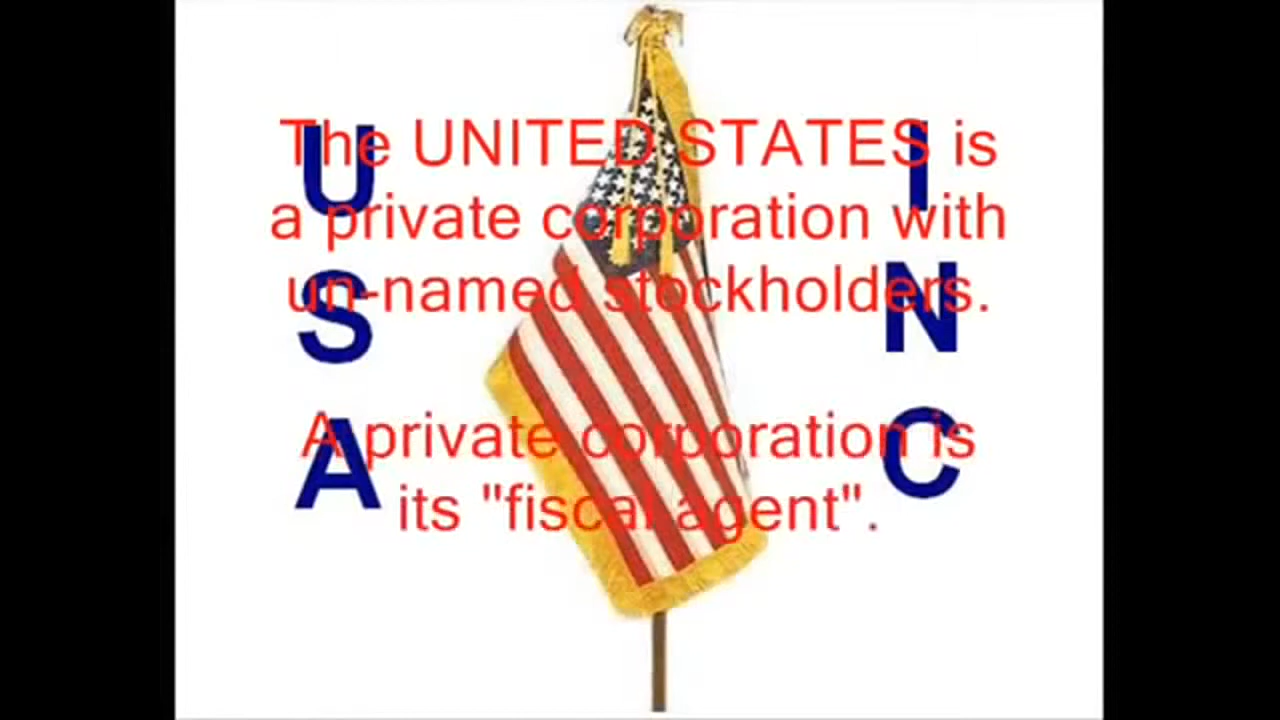 The UNITED STATES is
a private corporation with
un-named stockholders.
A private corporation is
its "fiscal agent".
U
S
A
I
N
C